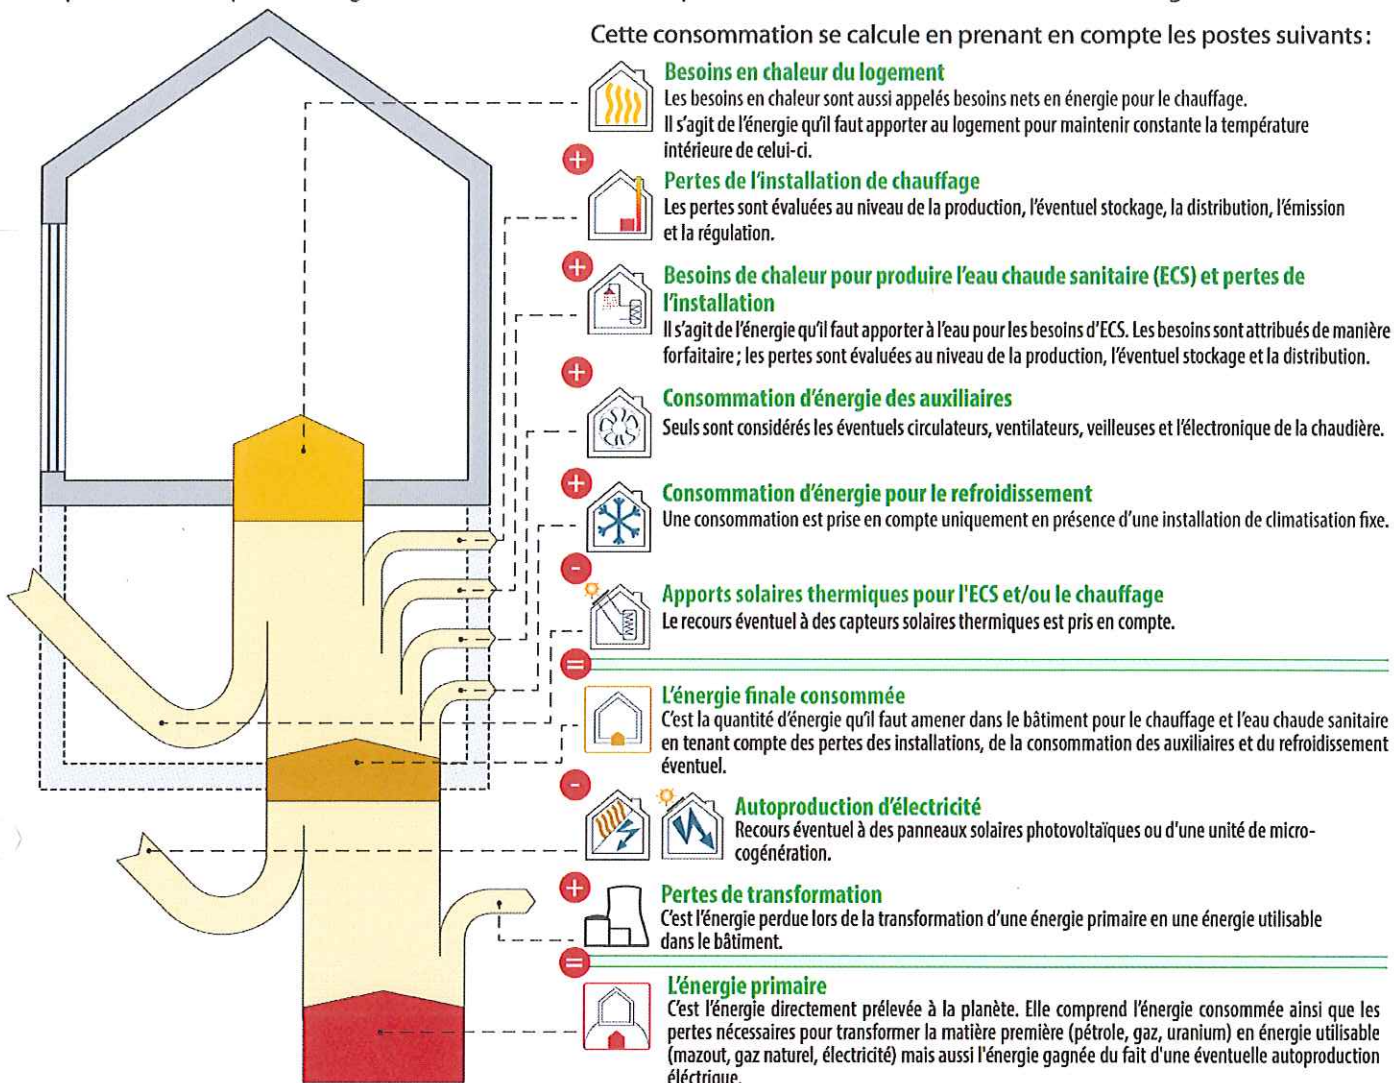 Cette consommation se calcule en prenant en compte les postes suivants :
Besoins en chaleur du logement
Les besoins en chaleur sont aussi appelés besoins nets en énergie pour le chauffage.
Il s'agit de l'énergie qu'il faut apporter au logement pour maintenir constante la température
intérieure de celui-ci.
+
Pertes de l'installation de chauffage
Les pertes sont évaluées au niveau de la production, l'éventuel stockage, la distribution, l'émission
et la régulation.
+
Besoins de chaleur pour produire l'eau chaude sanitaire (ECS) et pertes de
l'installation
Il s'agit de l'énergie qu'il faut apporter à l'eau pour les besoins d'ECS. Les besoins sont attribués de manière
forfaitaire ; les pertes sont évaluées au niveau de la production, l'éventuel stockage et la distribution.
+
Consommation d'énergie des auxiliaires
Seuls sont considérés les éventuels circulateurs, ventilateurs, veilleuses et l'électronique de la chaudière.
+
Consommation d'énergie pour le refroidissement
Une consommation est prise en compte uniquement en présence d'une installation de climatisation fixe.
-
Apports solaires thermiques pour l'ECS et/ou le chauffage
Le recours éventuel à des capteurs solaires thermiques est pris en compte.
=
L'énergie finale consommée
C'est la quantité d'énergie qu'il faut amener dans le bâtiment pour le chauffage et l'eau chaude sanitaire
en tenant compte des pertes des installations, de la consommation des auxiliaires et du refroidissement
éventuel.
-
Autoproduction d'électricité
Recours éventuel à des panneaux solaires photovoltaïques ou d'une unité de micro-
cogénération.
+
Pertes de transformation
C'est l'énergie perdue lors de la transformation d'une énergie primaire en une énergie utilisable
dans le bâtiment.
=
L'énergie primaire
C'est l'énergie directement prélevée à la planète. Elle comprend l'énergie consommée ainsi que les
pertes nécessaires pour transformer la matière première (pétrole, gaz, uranium) en énergie utilisable
(mazout, gaz naturel, électricité) mais aussi l'énergie gagnée du fait d'une éventuelle autoproduction
éléctrique.